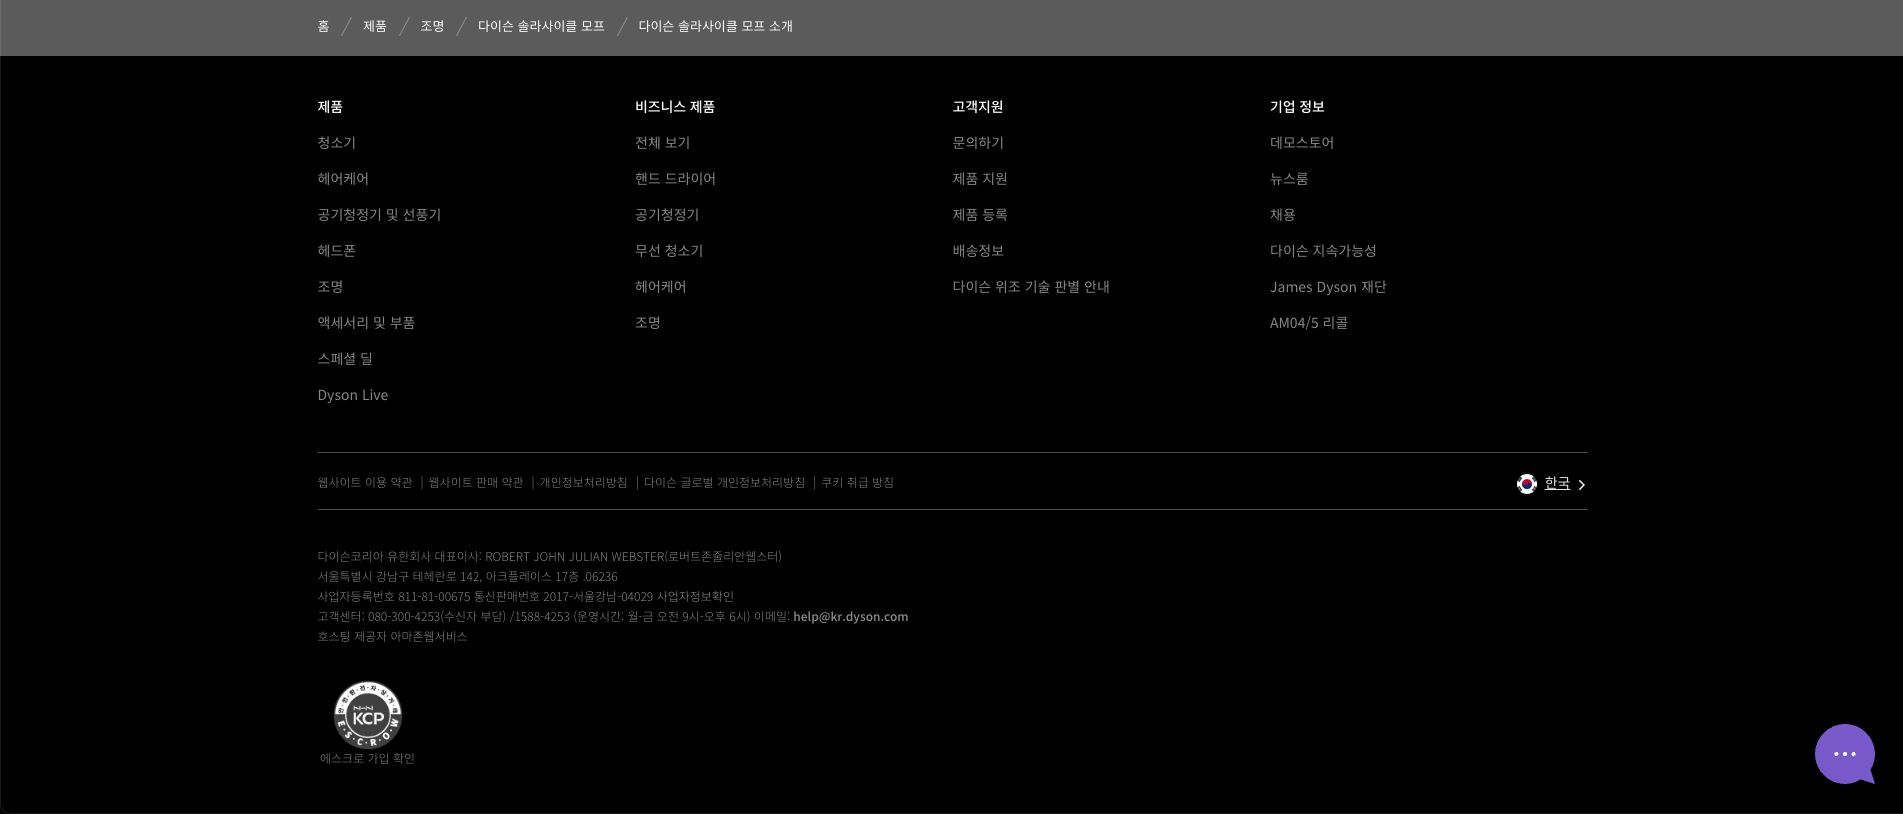 홈 / 제품 / 조명 / 다이슨 솔라사이클 모프 / 다이슨 솔라사이클 모프 소개
제품
청소기
헤어케어
공기청정기 및 선풍기
헤드폰
조명
액세서리 및 부품
스페셜 딜
Dyson Live
비즈니스 제품
전체 보기
핸드 드라이어
공기청정기
무선 청소기
헤어케어
조명
고객지원
문의하기
제품 지원
제품 등록
배송정보
다이슨 위조 기술 판별 안내
기업 정보
데모스토어
뉴스룸
채용
다이슨 지속가능성
James Dyson 재단
AM04/5 리콜
웹사이트 이용 약관 | 웹사이트 판매 약관 | 개인정보처리방침 | 다이슨 글로벌 개인정보처리방침 | 쿠키 취급 방침
한국
다이슨코리아 유한회사 대표이사: ROBERT JOHN JULIAN WEBSTER(로버트존줄리안웹스터)
서울특별시 강남구 테헤란로 142, 아크플레이스 17층 .06236
사업자등록번호 811-81-00675 통신판매번호 2017-서울강남-04029 사업자정보확인
고객센터: 080-300-4253(수신자 부담) /1588-4253 (운영시간: 월-금 오전 9시-오후 6시) 이메일: help@kr.dyson.com
호스팅 제공자 아마존웹서비스
안·전·한·전·자·상·거·래
KCP
E·S·C·R·O·W
에스크로 가입 확인